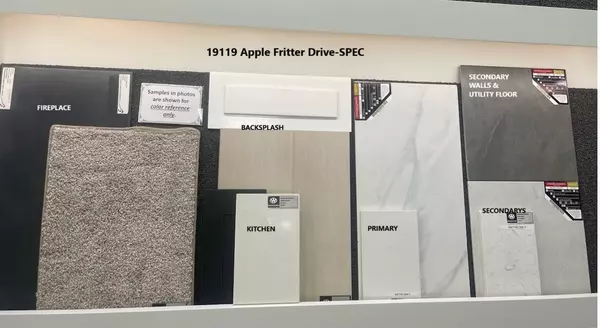 19119 Apple Fritter Drive-SPEC
FIREPLACE
Samples in photos
are shown for
color reference
only.
BACKSPLASH
SECONDARY
WALLS &
UTILITY FLOOR
KITCHEN
PRIMARY
SECONDARYS